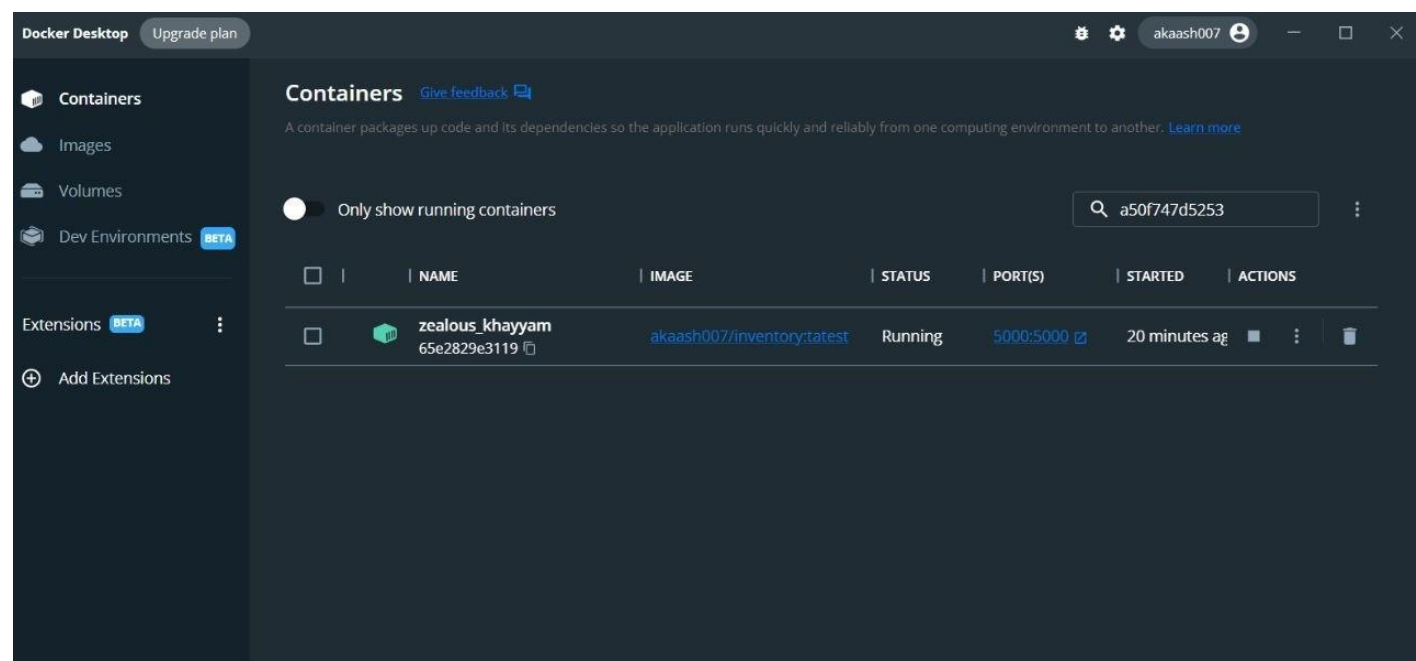 Docker Desktop Upgrade plan akaash007
Containers
Images
Volumes
Dev Environments BETA
Extensions BETA
Add Extensions
Containers Give feedback
A container packages up code and its dependencies so the application runs quickly and reliably from one computing environment to another. Learn more
Only show running containers a50f747d5253
NAME IMAGE STATUS PORT(S) STARTED ACTIONS
zealous_khayyam akaash007/inventory:tatest Running 5000:5000 20 minutes ag
65e2829e3119